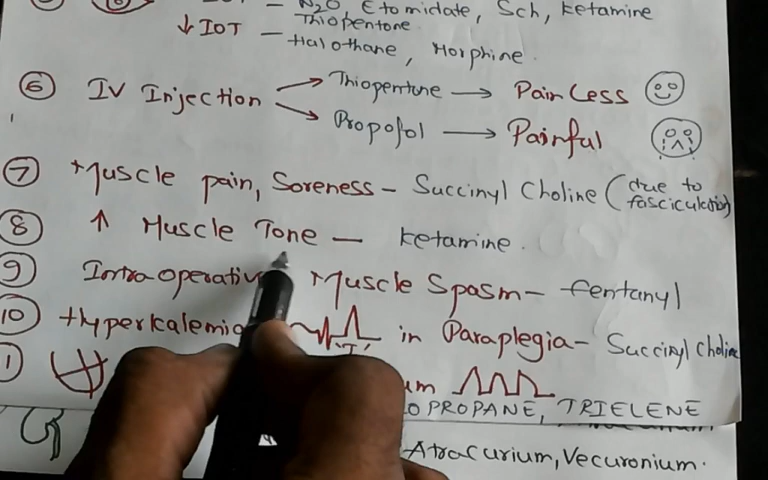 N2O, Etomidate, Sch, ketamine
Thiopentone
↓ IOT - Halothane, Morphine.
⑥ IV Injection → Thiopentone → PainLess
→ Propofol → Painful
⑦ Muscle pain, Soreness - Succinyl Choline (due to fasciculation)
⑧ ↑ Muscle Tone - ketamine.
⑨ Intra operative Muscle Spasm - fentanyl
⑩ Hyperkalemia in Paraplegia - Succinyl Choline
OPROPANE, TRIELENE
Atracurium, Vecuronium.